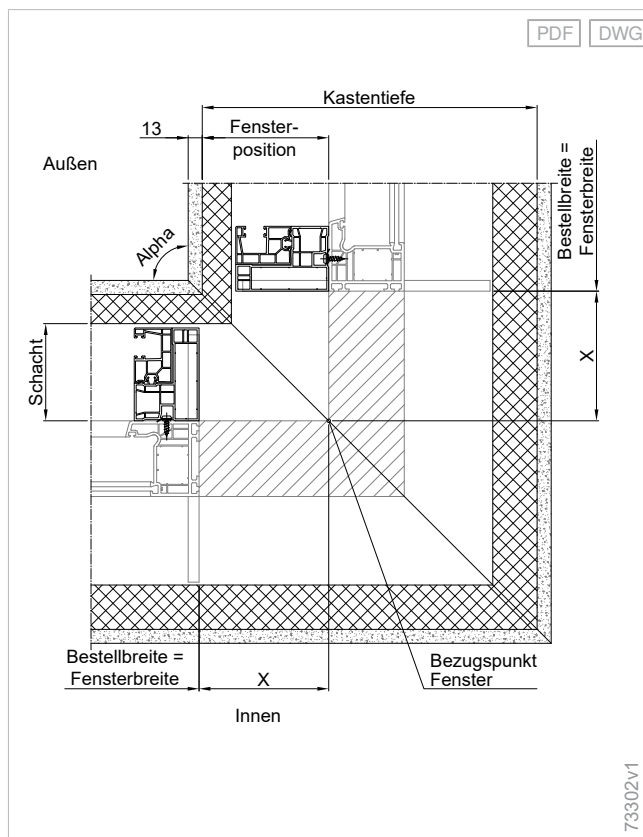 PDF DWG
Kastentiefe
13
Fenster-
position
Außen
Bestellbreite =
Fensterbreite
Alpha
Schacht
X
Bestellbreite =
Fensterbreite
X
Bezugspunkt
Fenster
Innen
73302v1